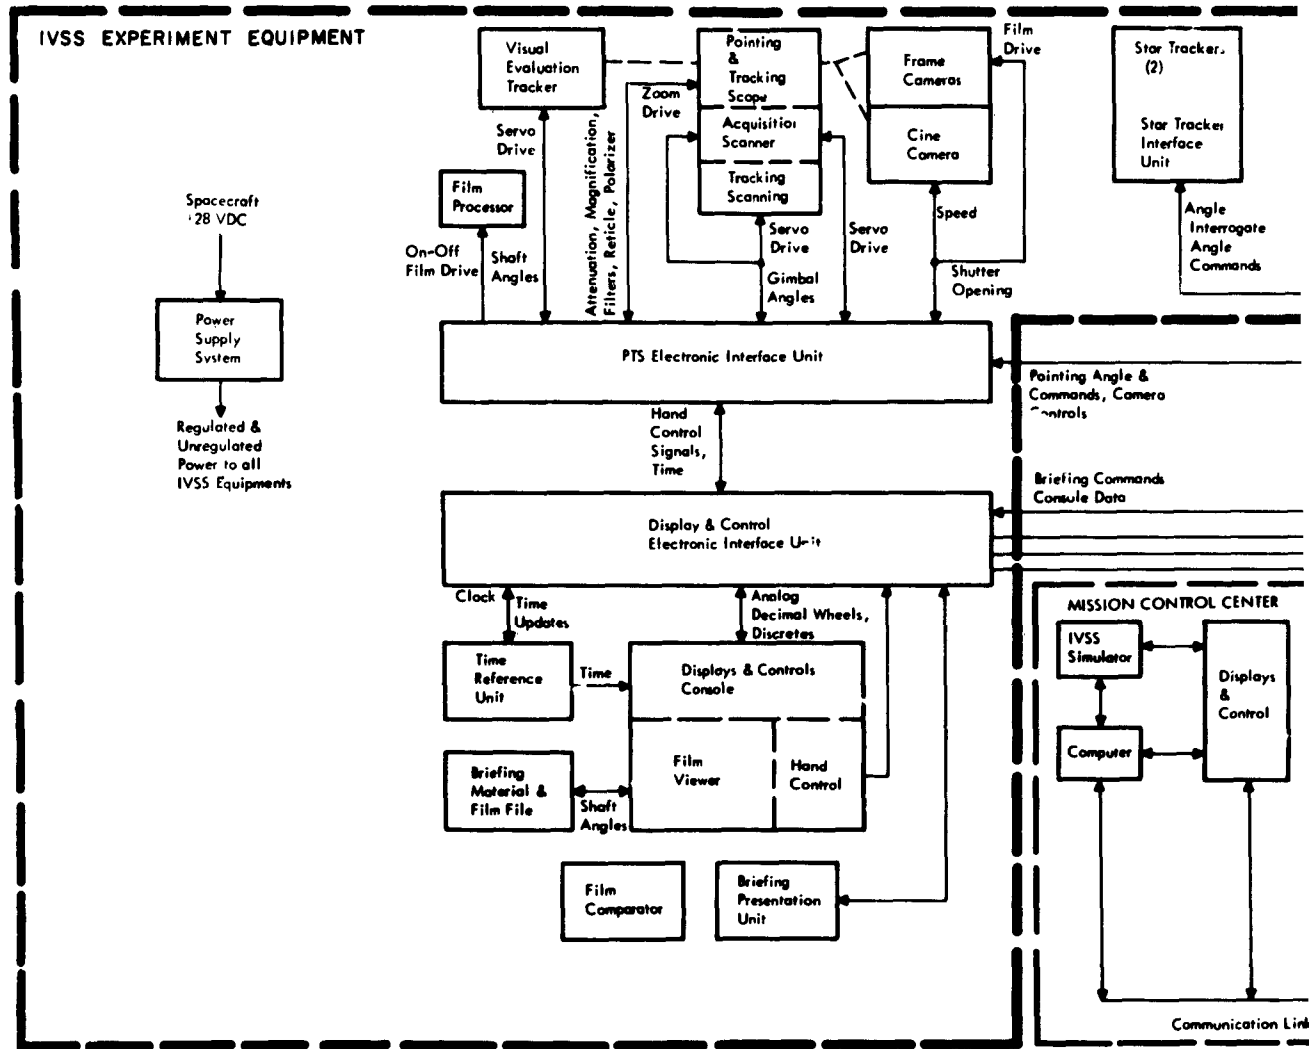 IVSS EXPERIMENT EQUIPMENT
Visual
Evaluation
Tracker
Pointing
&
Tracking
Scope
Acquisition
Scanner
Tracking
Scanning
Frame
Cameras
Cine
Camera
Film
Drive
Star Trackers
(2)
Star Tracker
Interface
Unit
Zoom
Drive
Servo
Drive
Attenuation, Magnification,
Filters, Reticle, Polarizer
Film
Processor
Spacecraft
28 VDC
On-Off
Film Drive
Shaft
Angles
Servo
Drive
Gimbal
Angles
Servo
Drive
Speed
Shutter
Opening
Angle
Interrogate
Angle
Commands
Power
Supply
System
Regulated &
Unregulated
Power to all
IVSS Equipments
PTS Electronic Interface Unit
Pointing Angle &
Commands, Camera
Controls
Hand
Control
Signals,
Time
Briefing Commands
Console Data
Display & Control
Electronic Interface Unit
Clock
Time
Updates
Analog
Decimal Wheels,
Discretes
Time
Reference
Unit
Time
Displays & Controls
Console
Film
Viewer
Hand
Control
Briefing
Material &
Film File
Shaft
Angles
Film
Comparator
Briefing
Presentation
Unit
MISSION CONTROL CENTER
IVSS
Simulator
Displays
&
Control
Computer
Communication Link